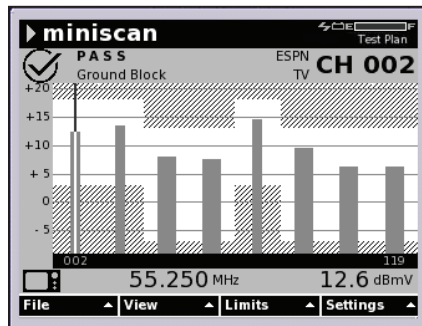 miniscan
E F
Test Plan
PASS
Ground Block
ESPN
TV
CH 002
+20
+15
+10
+ 5
0
- 5
002
119
55.250 MHz
12.6 dBmV
File
View
Limits
Settings